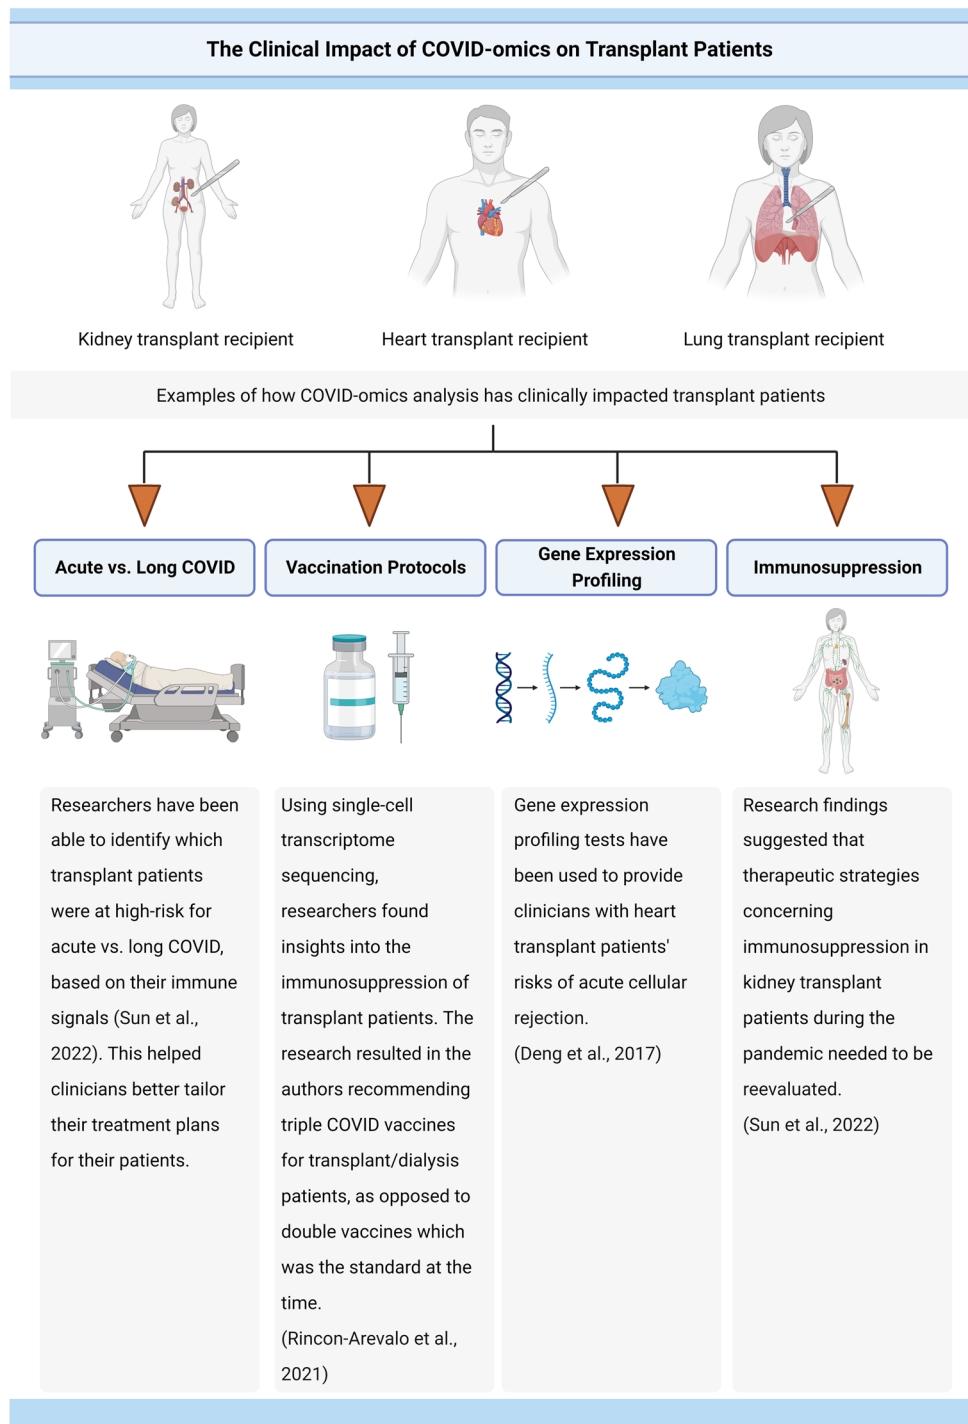 The Clinical Impact of COVID-omics on Transplant Patients
Kidney transplant recipient
Heart transplant recipient
Lung transplant recipient
Examples of how COVID-omics analysis has clinically impacted transplant patients
Acute vs. Long COVID
Vaccination Protocols
Gene Expression
Profiling
Immunosuppression
Researchers have been
able to identify which
transplant patients
were at high-risk for
acute vs. long COVID,
based on their immune
signals (Sun et al.,
2022). This helped
clinicians better tailor
their treatment plans
for their patients.
Using single-cell
transcriptome
sequencing,
researchers found
insights into the
immunosuppression of
transplant patients. The
research resulted in the
authors recommending
triple COVID vaccines
for transplant/dialysis
patients, as opposed to
double vaccines which
was the standard at the
time.
(Rincon-Arevalo et al.,
2021)
Gene expression
profiling tests have
been used to provide
clinicians with heart
transplant patients'
risks of acute cellular
rejection.
(Deng et al., 2017)
Research findings
suggested that
therapeutic strategies
concerning
immunosuppression in
kidney transplant
patients during the
pandemic needed to be
reevaluated.
(Sun et al., 2022)